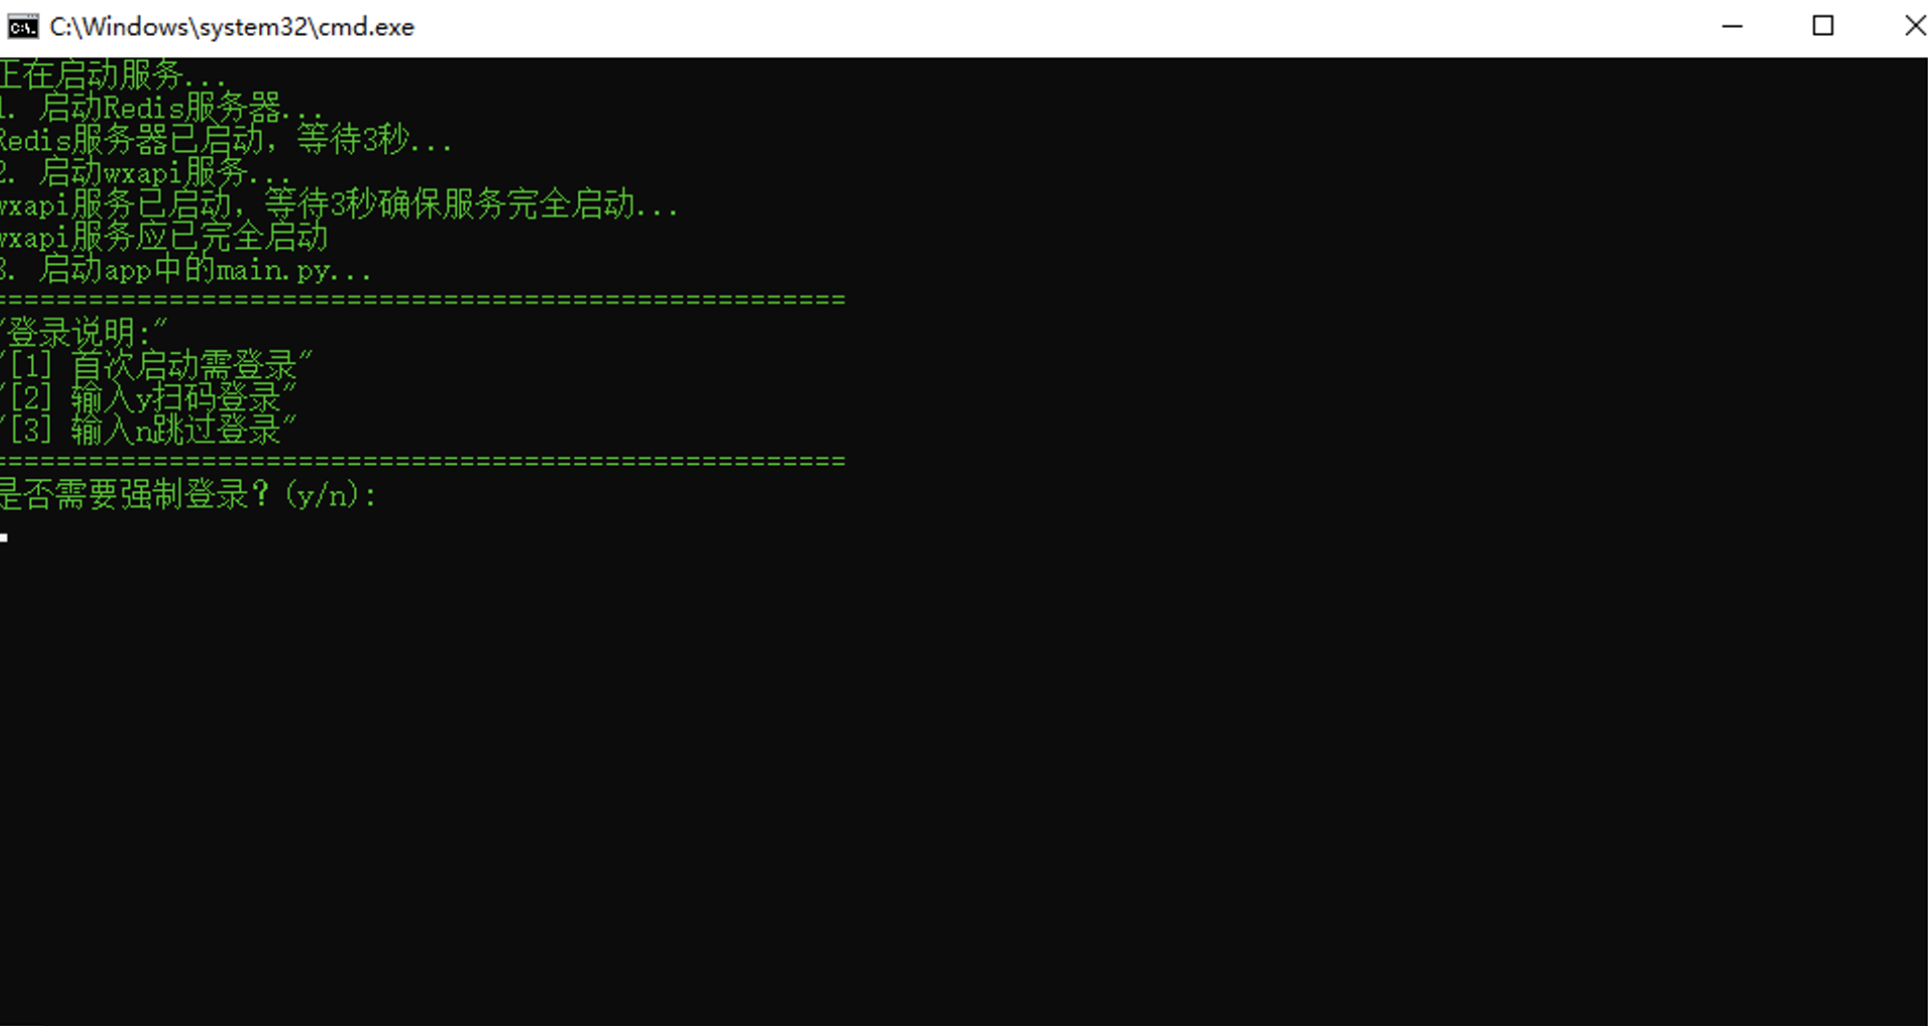 C:\Windows\system32\cmd.exe
正在启动服务...
1. 启动Redis服务器...
Redis服务器已启动，等待3秒...
2. 启动wxapi服务...
wxapi服务已启动，等待3秒确保服务完全启动...
wxapi服务应已完全启动
3. 启动app中的main.py...
=====================================================
"登录说明:"
"[1] 首次启动需登录"
"[2] 输入y扫码登录"
"[3] 输入n跳过登录"
=====================================================
是否需要强制登录？(y/n):